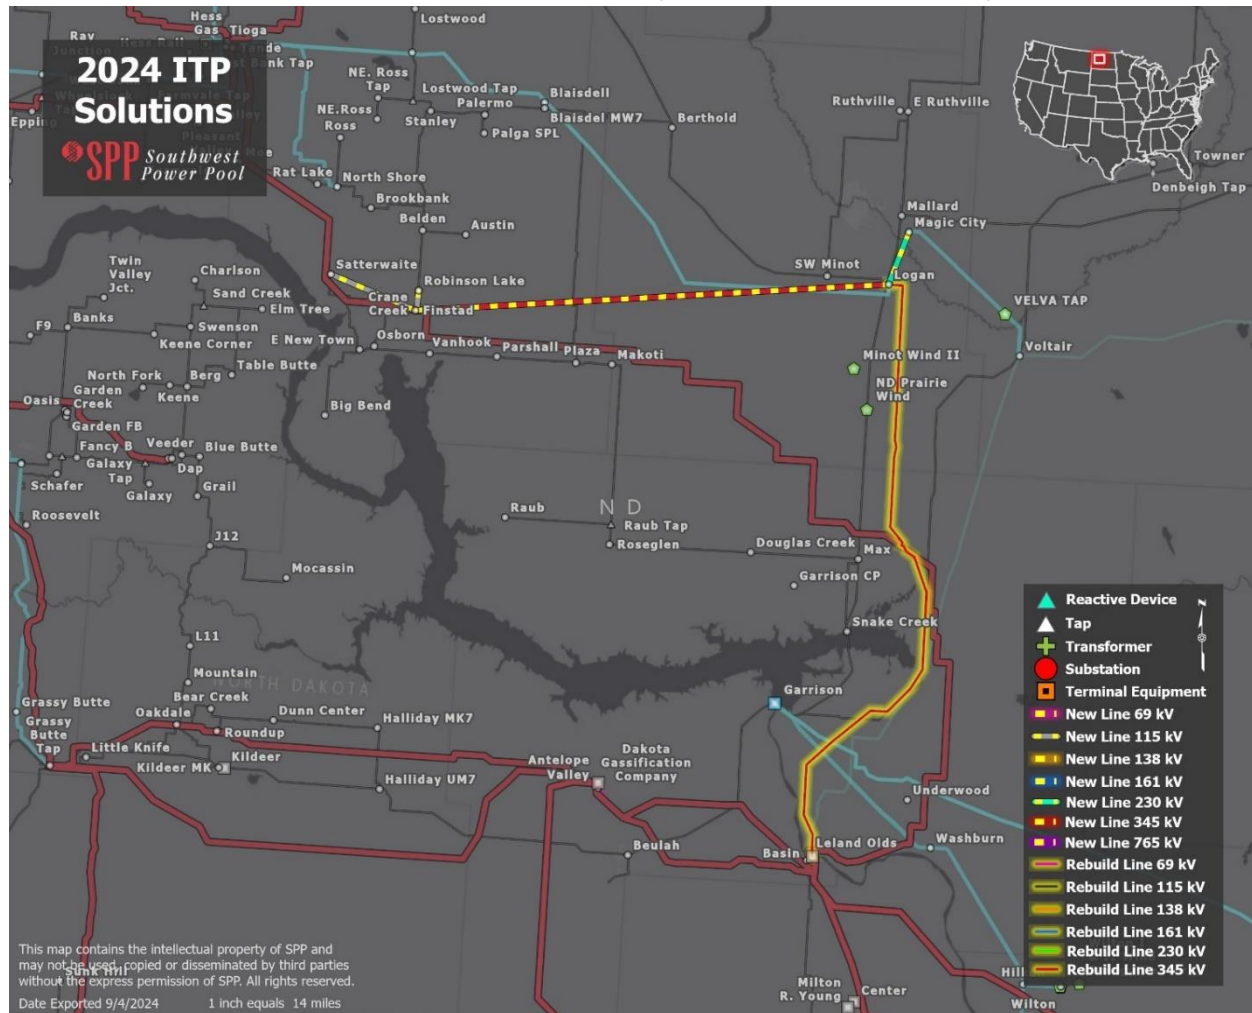 Hess
Gas Tioga
Lostwood
Ray
Junction
Hess Rail
Tande
st Bank Tap
2024 ITP
Solutions
SPP Southwest
Power Pool
Wheelock
Epping
Pleasant
Moe
NE. Ross
Tap
Lostwood Tap
Palermo
Blaisdell
NE.Ross
Ross
Stanley
Palga SPL
Blaisdel MW7
Berthold
Ruthville
E Ruthville
Towner
Denbeigh Tap
Rat Lake
North Shore
Brookbank
Belden
Austin
Mallard
Magic City
Twin
Valley
Jct.
Charlson
Satterwaite
Robinson Lake
SW Minot
Logan
Sand Creek
Elm Tree
Crane
Creek
Finstad
VELVA TAP
F9
Banks
Swenson
Keene Corner
E New Town
Osborn
Vanhook
Parshall
Plaza
Makoti
Minot Wind II
Voltair
North Fork
Berg
Table Butte
ND Prairie
Wind
Oasis
Garden
Creek
Keene
Big Bend
Garden FB
Fancy B
Veeder
Blue Butte
Galaxy
Tap
Dap
Schafer
Galaxy
Grail
Roosevelt
Raub
N D
Raub Tap
J12
Roseglen
Douglas Creek
Max
Mocassin
Garrison CP
Snake Creek
L11
Mountain
NORTH DAKOTA
Garrison
Grassy Butte
Bear Creek
Grassy
Butte
Tap
Oakdale
Dunn Center
Halliday MK7
Roundup
Little Knife
Kildeer MK
Kildeer
Antelope
Valley
Dakota
Gassification
Company
Halliday UM7
Underwood
Beulah
Basin
Leland Olds
Washburn
Reactive Device
N
Tap
Transformer
Substation
Terminal Equipment
New Line 69 kV
New Line 115 kV
New Line 138 kV
New Line 161 kV
New Line 230 kV
New Line 345 kV
New Line 765 kV
Rebuild Line 69 kV
Rebuild Line 115 kV
Rebuild Line 138 kV
Rebuild Line 161 kV
Rebuild Line 230 kV
Rebuild Line 345 kV
This map contains the intellectual property of SPP and
may not be used, copied or disseminated by third parties
without the express permission of SPP. All rights reserved.
Date Exported 9/4/2024 1 inch equals 14 miles
Milton
R. Young
Center
Wilton